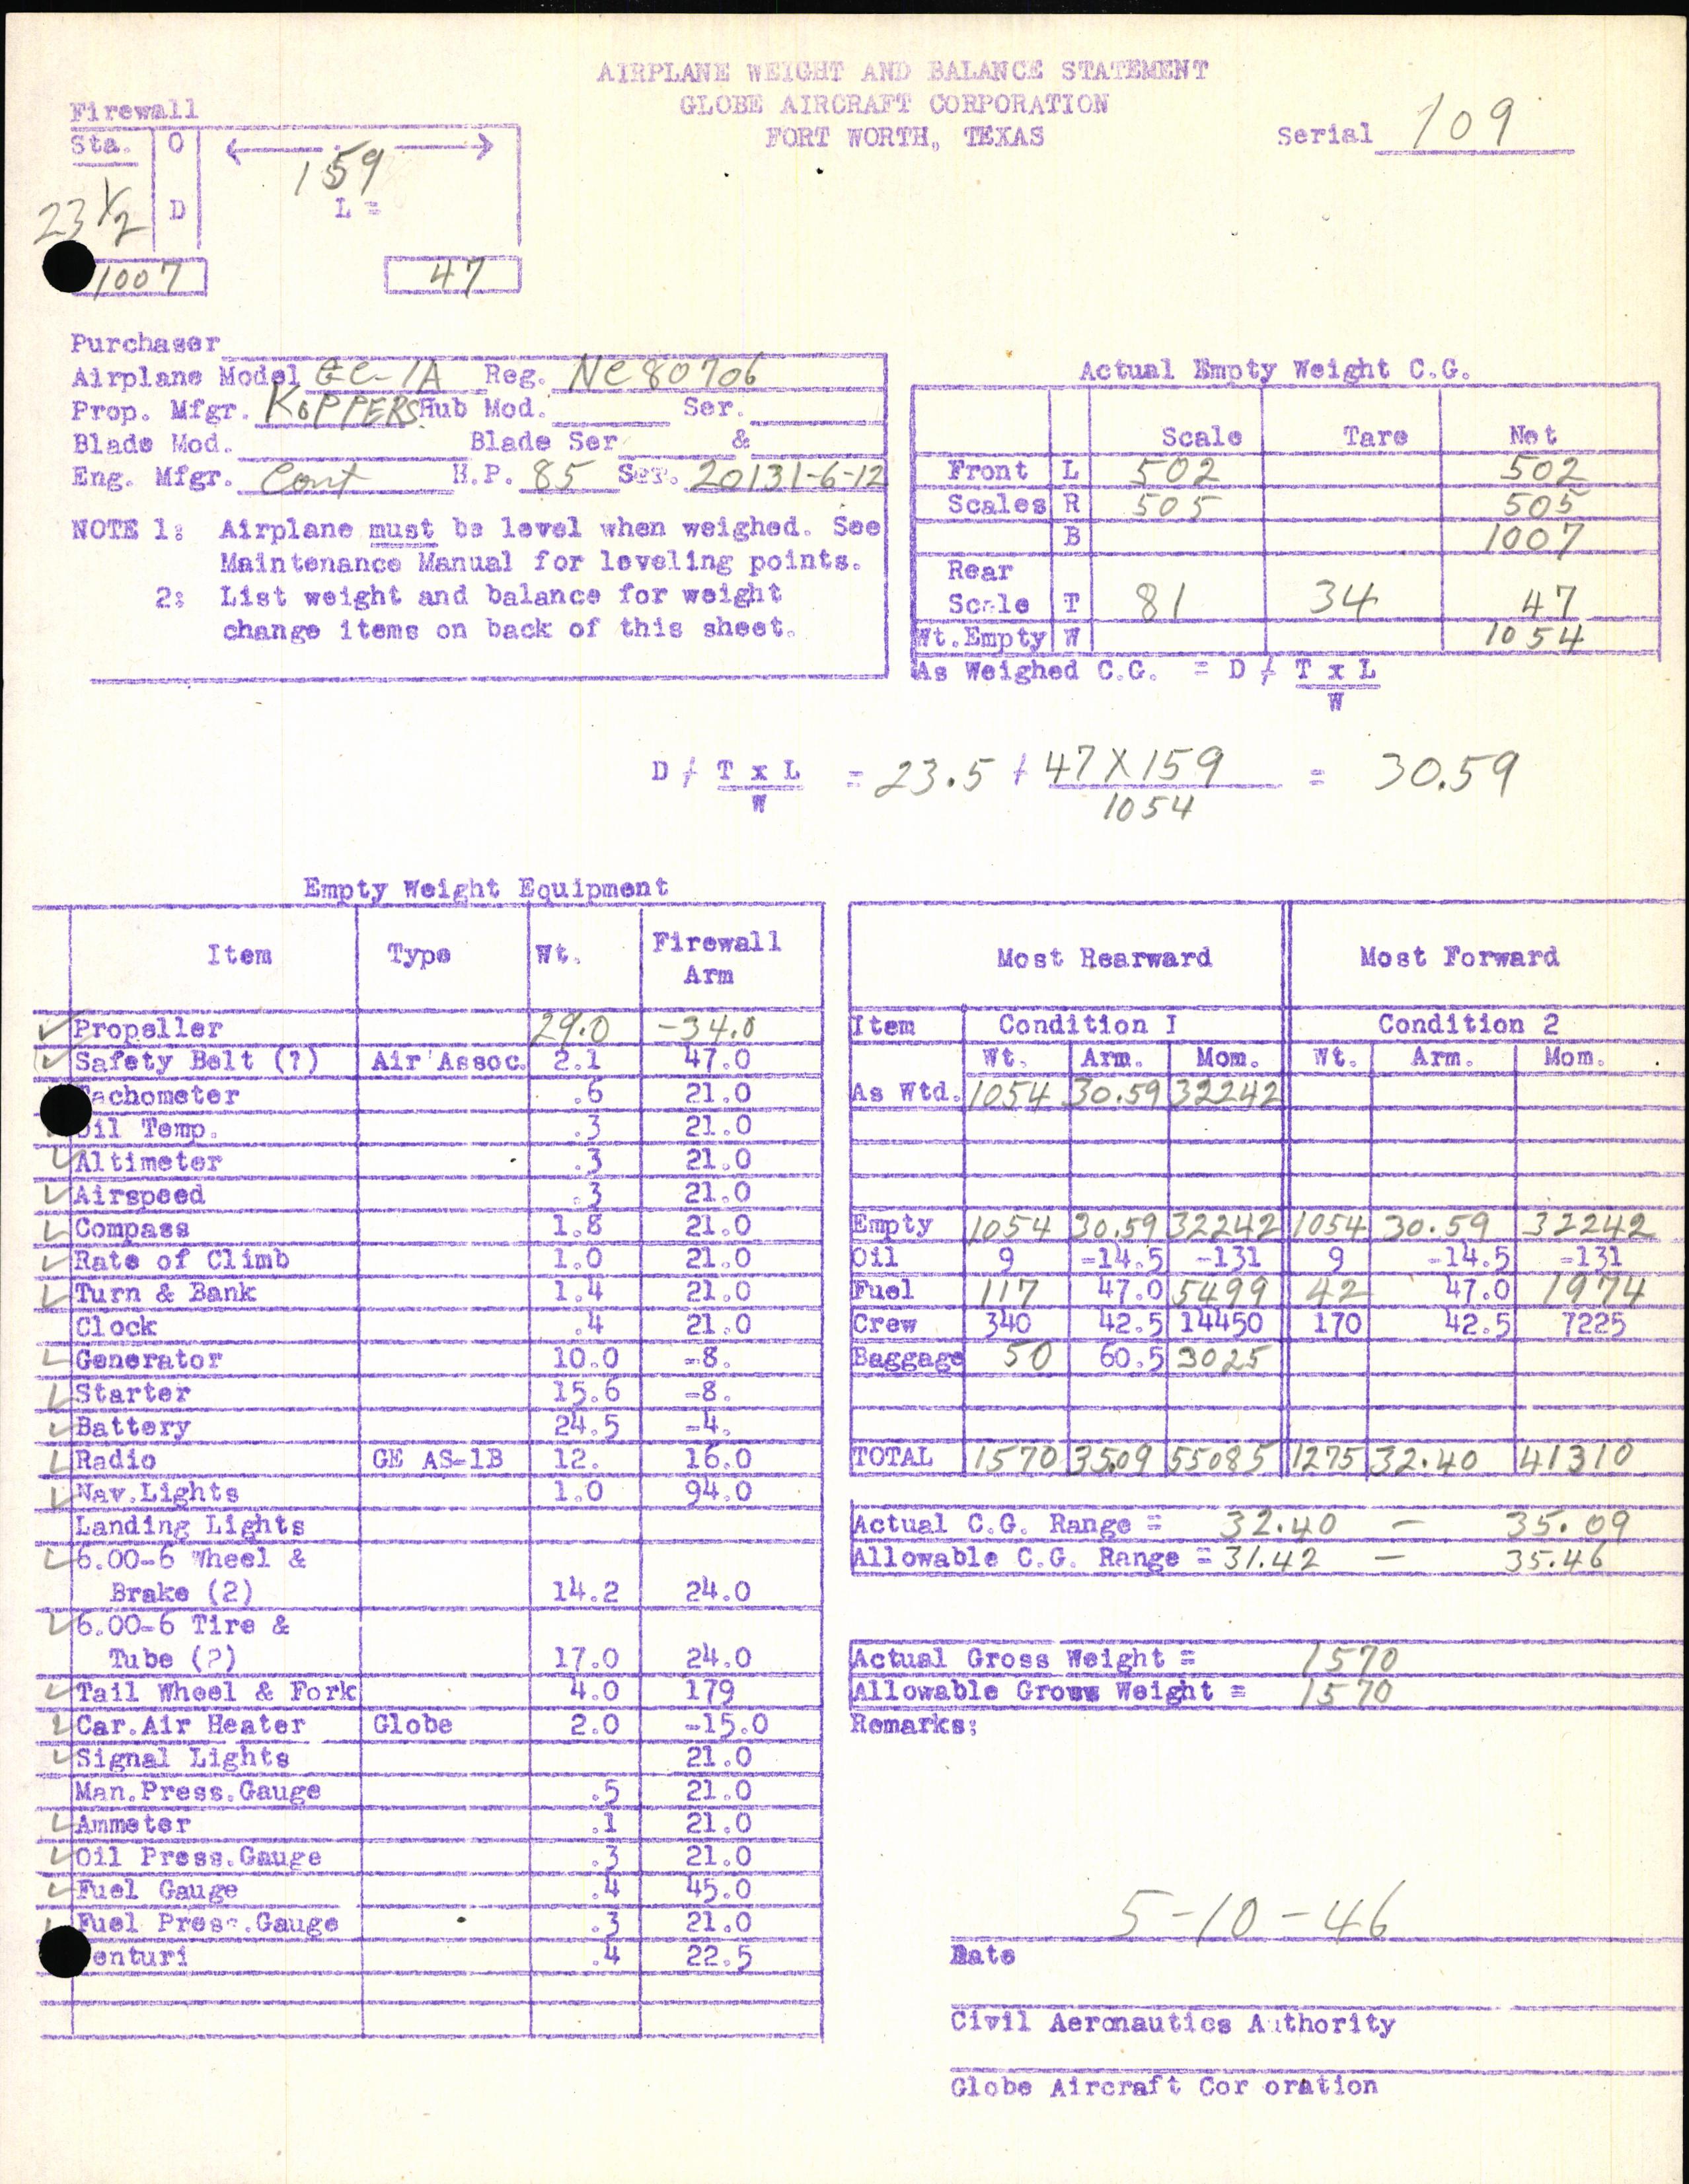 AIRPLANE WEIGHT AND BALANCE STATEMENT
GLOBE AIRCRAFT CORPORATION
FORT WORTH, TEXAS
Serial 109
Firewall
Sta. O
159
23 1/2 D L =
1007 47
Purchaser
Airplane Model GC-1A Reg. NC80706
Prop. Mfgr. KOPPERS Hub Mod. Ser.
Blade Mod. Blade Ser &
Eng. Mfgr. Cont H.P. 85 Ser. 20131-6-12
NOTE 1: Airplane must be level when weighed. See
Maintenance Manual for leveling points.
2: List weight and balance for weight
change items on back of this sheet.
Actual Empty Weight C.G.
Scale Tare Net
Front L 502 502
Scales R 505 505
B 1007
Rear
Scale T 81 34 47
Wt.Empty W 1054
As Weighed C.G. = D + T x L
W
D + T x L = 23.5 + 47 X 159 = 30.59
W 1054
Empty Weight Equipment
Item Type Wt. Firewall Arm
Propeller 29.0 -34.0
Safety Belt (?) Air Assoc. 2.1 47.0
achometer .6 21.0
il Temp. .3 21.0
Altimeter .3 21.0
Airspeed .3 21.0
Compass 1.8 21.0
Rate of Climb 1.0 21.0
Turn & Bank 1.4 21.0
Clock .4 21.0
Generator 10.0 -8.
Starter 15.6 -8.
Battery 24.5 -4.
Radio GE AS-1B 12. 16.0
Nav.Lights 1.0 94.0
Landing Lights
6.00-6 Wheel &
Brake (2) 14.2 24.0
6.00-6 Tire &
Tube (2) 17.0 24.0
Tail Wheel & Fork 4.0 179
Car.Air Heater Globe 2.0 -15.0
Signal Lights 21.0
Man.Press.Gauge .5 21.0
Ammeter .1 21.0
Oil Press.Gauge .3 21.0
Fuel Gauge .4 45.0
Fuel Press.Gauge .3 21.0
enturi .4 22.5
Most Rearward Most Forward
Item Condition I Condition 2
Wt. Arm. Mom. Wt. Arm. Mom.
As Wtd. 1054 30.59 32242
Empty 1054 30.59 32242 1054 30.59 32242
Oil 9 -14.5 -131 9 -14.5 -131
Fuel 117 47.0 5499 42 47.0 1974
Crew 340 42.5 14450 170 42.5 7225
Baggage 50 60.5 3025
TOTAL 1570 35.09 55085 1275 32.40 41310
Actual C.G. Range = 32.40 - 35.09
Allowable C.G. Range = 31.42 - 35.46
Actual Gross Weight = 1570
Allowable Gross Weight = 1570
Remarks:
5-10-46
Date
Civil Aeronautics Authority
Globe Aircraft Cor oration